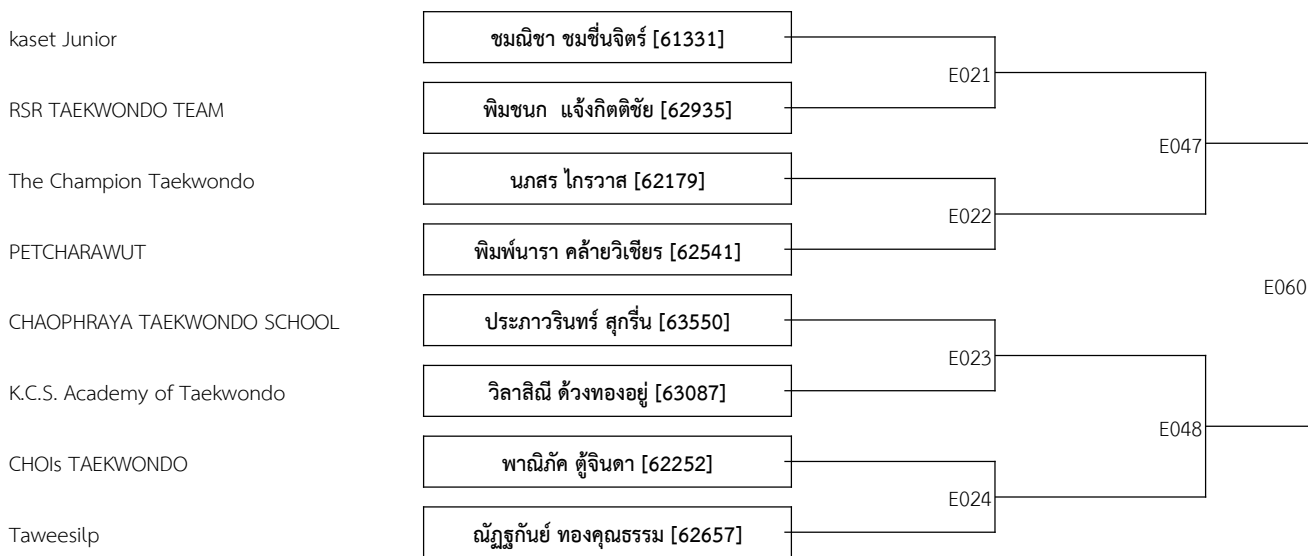 kaset Junior
ชมณิชา ชมชื่นจิตร์ [61331]
E021
RSR TAEKWONDO TEAM
พิมชนก  แจ้งกิตติชัย [62935]
E047
The Champion Taekwondo
นภสร ไกรวาส [62179]
E022
PETCHARAWUT
พิมพ์นารา คล้ายวิเชียร [62541]
E060
CHAOPHRAYA TAEKWONDO SCHOOL
ประภาวรินทร์ สุกรื่น [63550]
E023
K.C.S. Academy of Taekwondo
วิลาสิณี ด้วงทองอยู่ [63087]
E048
CHOIs TAEKWONDO
พาณิภัค ตู้จินดา [62252]
E024
Taweesilp
ณัฏฐกันย์ ทองคุณธรรม [62657]